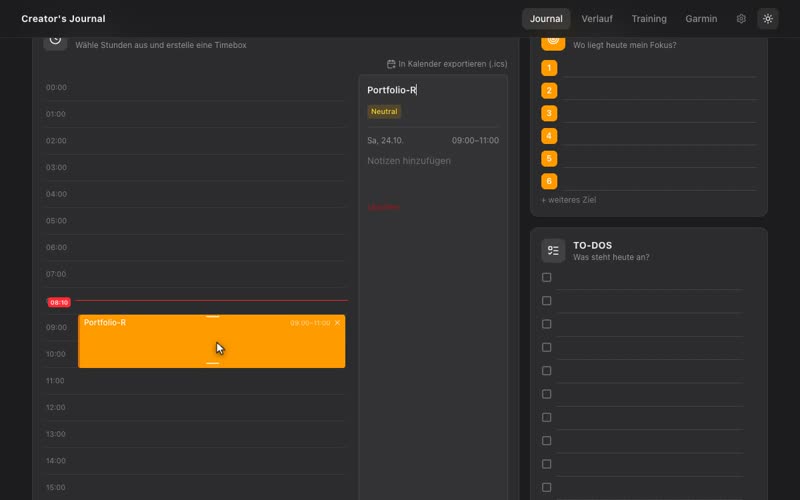 Creator's Journal
Journal
Verlauf
Training
Garmin
Wähle Stunden aus und erstelle eine Timebox
In Kalender exportieren (.ics)
00:00
01:00
02:00
03:00
04:00
05:00
06:00
07:00
08:10
09:00
10:00
11:00
12:00
13:00
14:00
15:00
Portfolio-R
09:00–11:00 ×
Portfolio-R
Neutral
Sa, 24.10.
09:00–11:00
Notizen hinzufügen
Wo liegt heute mein Fokus?
1
2
3
4
5
6
+ weiteres Ziel
TO-DOS
Was steht heute an?